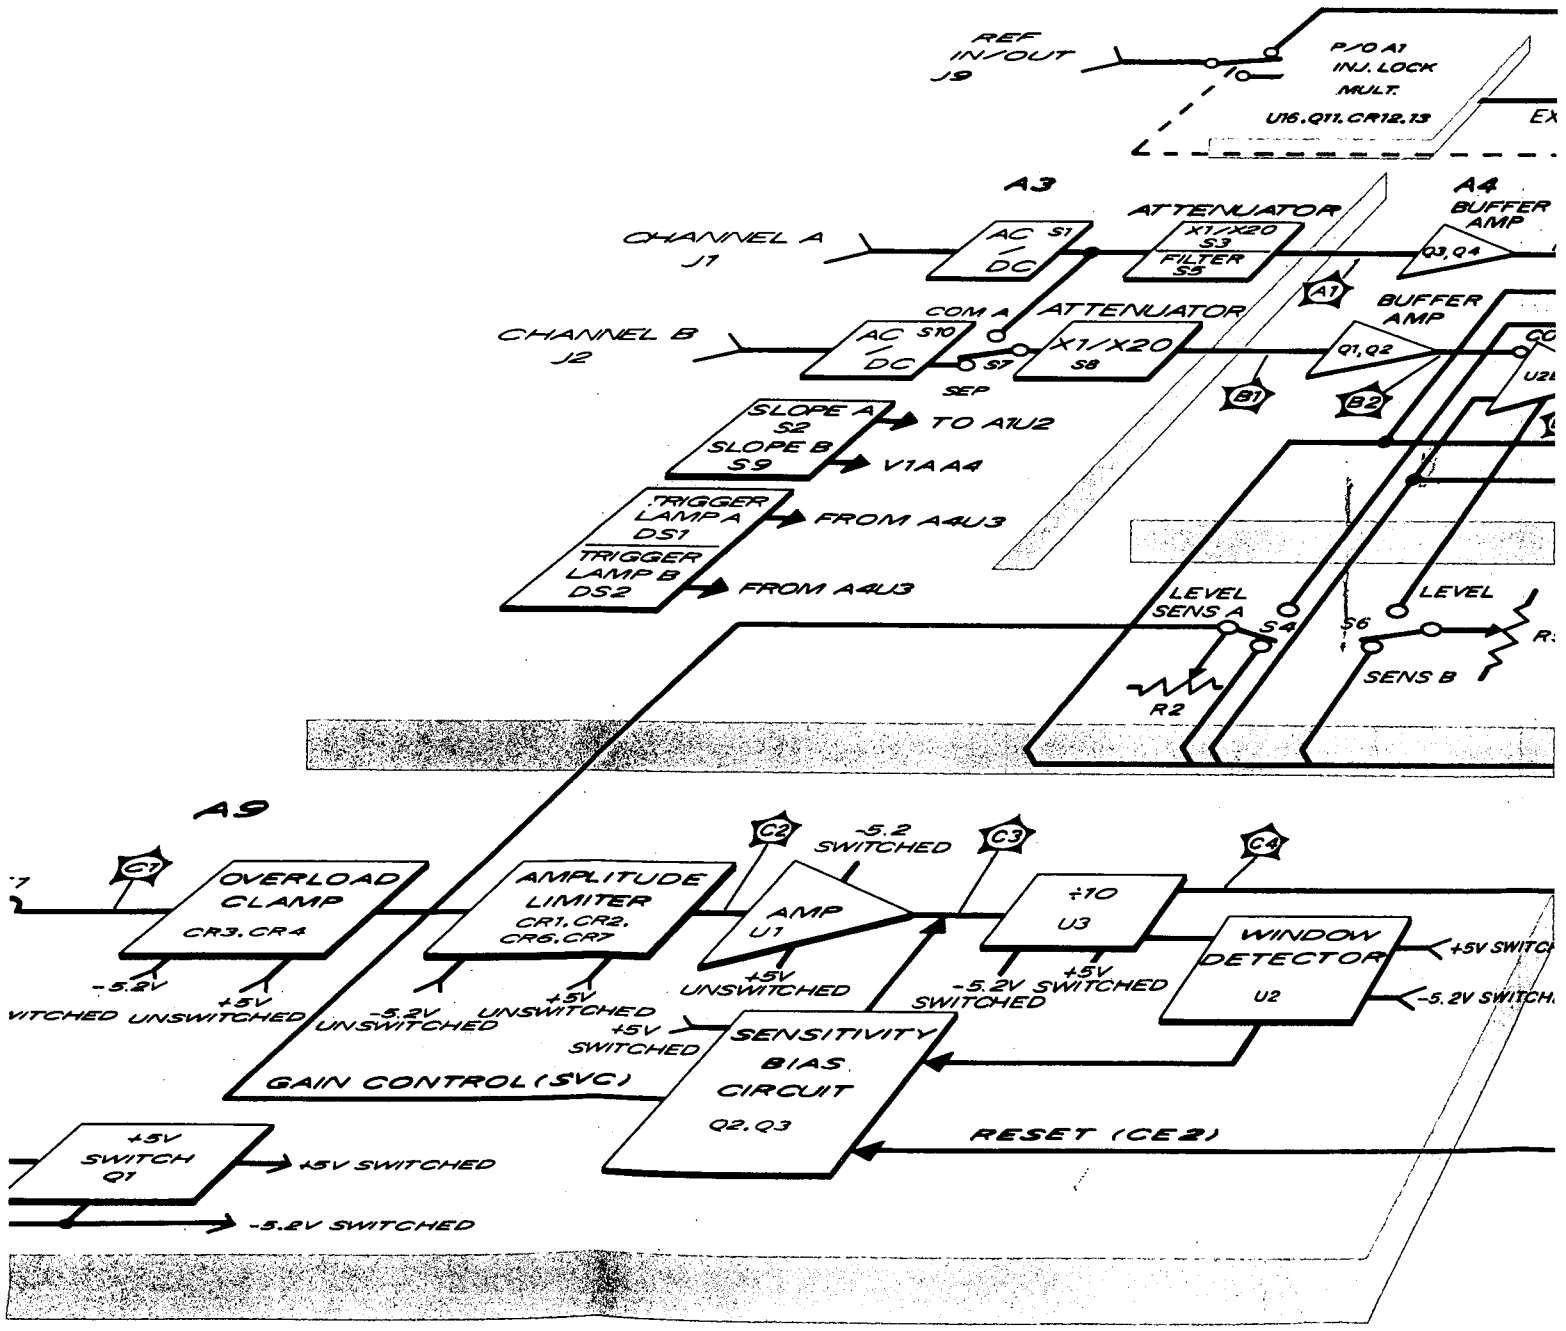 REF
IN/OUT
J9
P/O A1
INJ. LOCK
MULT.
U16.Q11.CR12.13
A3
A4
BUFFER
AMP
Q3,Q4
CHANNEL A
J1
AC S1
/
DC
ATTENUATOR
X1/X20
S3
FILTER
S5
A1
CHANNEL B
J2
AC S10
/
DC
COM A
S7
SEP
ATTENUATOR
X1/X20
S8
B1
BUFFER
AMP
Q1,Q2
B2
SLOPE A
S2
SLOPE B
S9
TO A1U2
V1AA4
TRIGGER
LAMP A
DS1
TRIGGER
LAMP B
DS2
FROM A4U3
FROM A4U3
LEVEL
SENS A
S4
R2
S6
LEVEL
SENS B
A9
C1
OVERLOAD
CLAMP
CR3.CR4
-5.2V
+5V
UNSWITCHED
AMPLITUDE
LIMITER
CR1.CR2.
CR6.CR7
-5.2V
UNSWITCHED
+5V
UNSWITCHED
C2
-5.2
SWITCHED
AMP
U1
+5V
UNSWITCHED
C3
÷10
U3
-5.2V
SWITCHED
+5V
SWITCHED
C4
WINDOW
DETECTOR
U2
+5V SWITCH
-5.2V SWITCH
+5V
SWITCHED
SENSITIVITY
BIAS
CIRCUIT
Q2.Q3
GAIN CONTROL (SVC)
RESET (CE2)
+5V
SWITCH
Q1
+5V SWITCHED
-5.2V SWITCHED